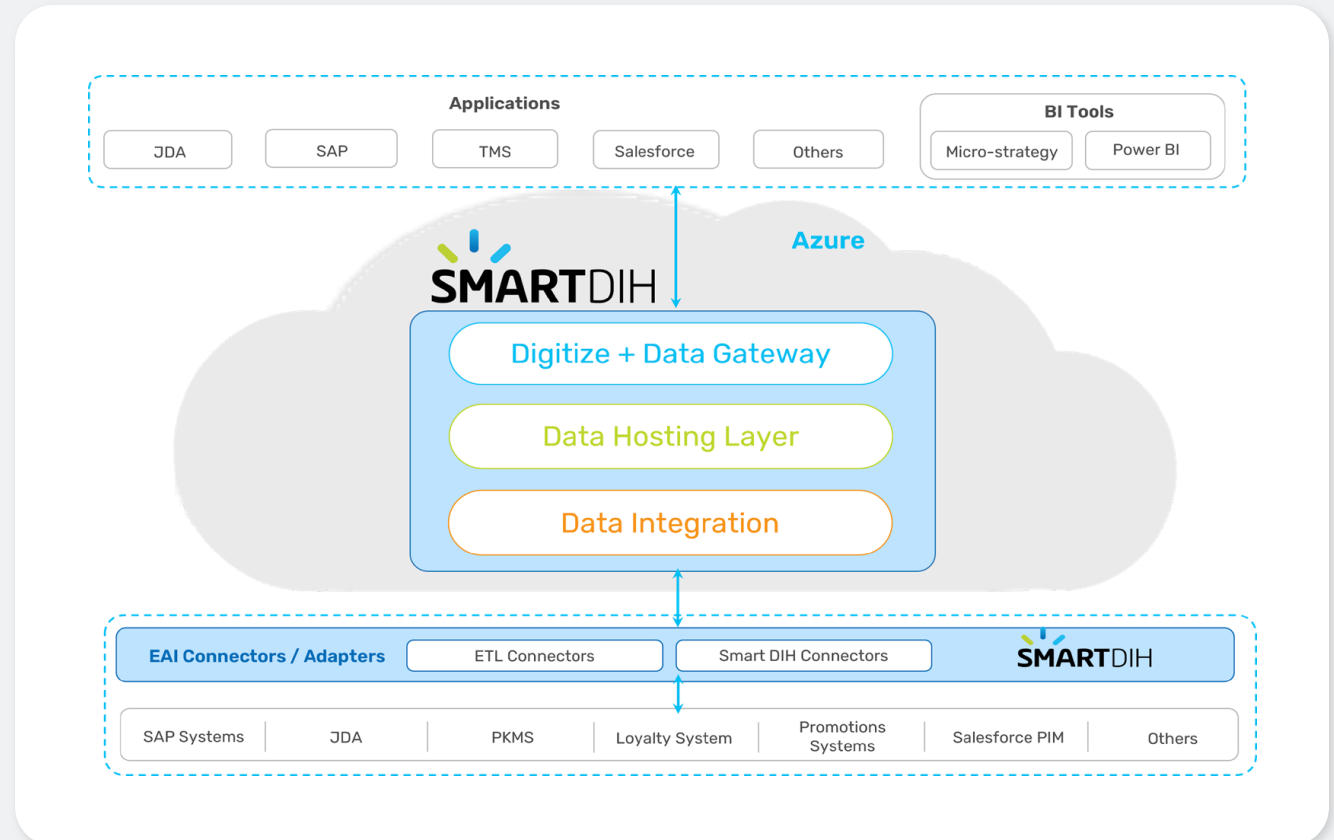 Applications
BI Tools
JDA
SAP
TMS
Salesforce
Others
Micro-strategy
Power BI
Azure
SMARTDIH
Digitize + Data Gateway
Data Hosting Layer
Data Integration
EAI Connectors / Adapters
ETL Connectors
Smart DIH Connectors
SMARTDIH
SAP Systems
JDA
PKMS
Loyalty System
Promotions
Systems
Salesforce PIM
Others